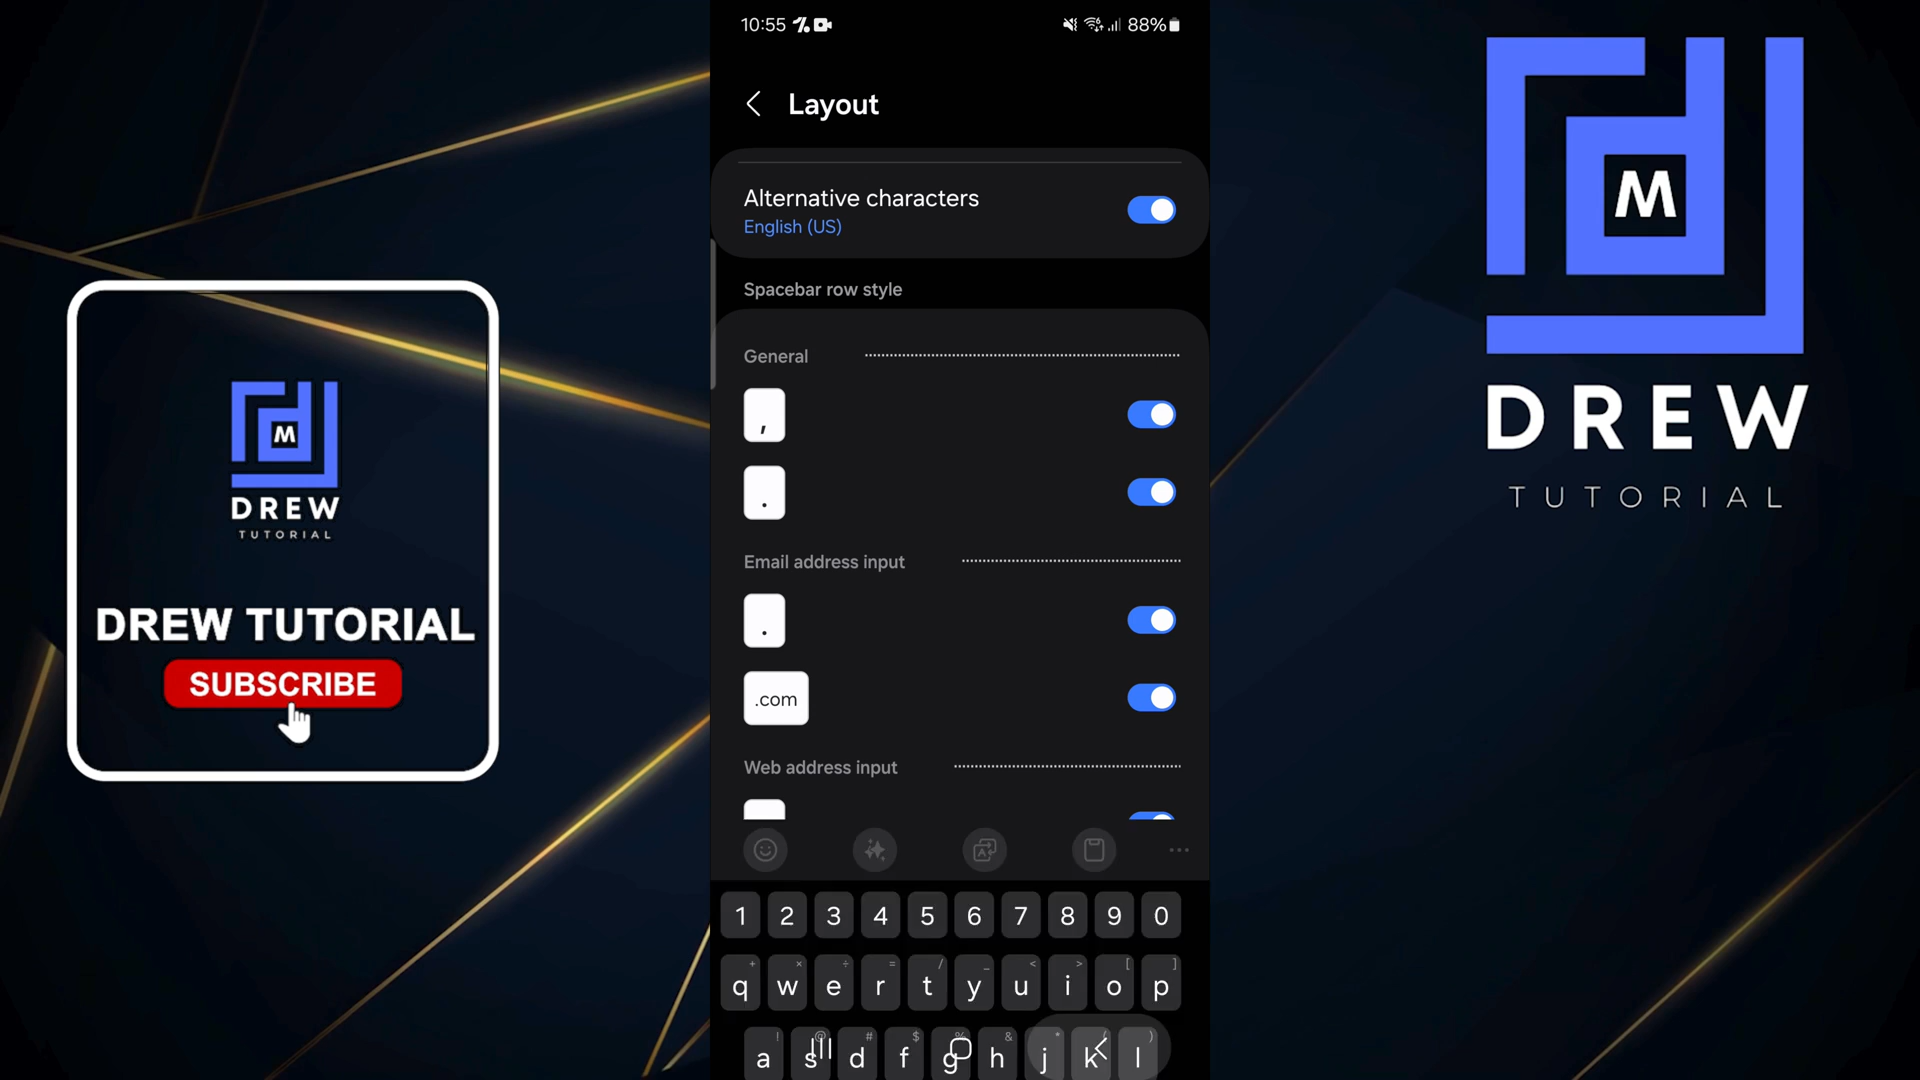 10:55
88%
Layout
Alternative characters
English (US)
Spacebar row style
General
,
.
Email address input
.
.com
Web address input
1 2 3 4 5 6 7 8 9 0
+ × ÷ = / _ < > [ ]
q w e r t y u i o p
! @ # $ % & * ( )
a s d f g h j k l
M
DREW
TUTORIAL
DREW TUTORIAL
SUBSCRIBE
M
DREW
TUTORIAL